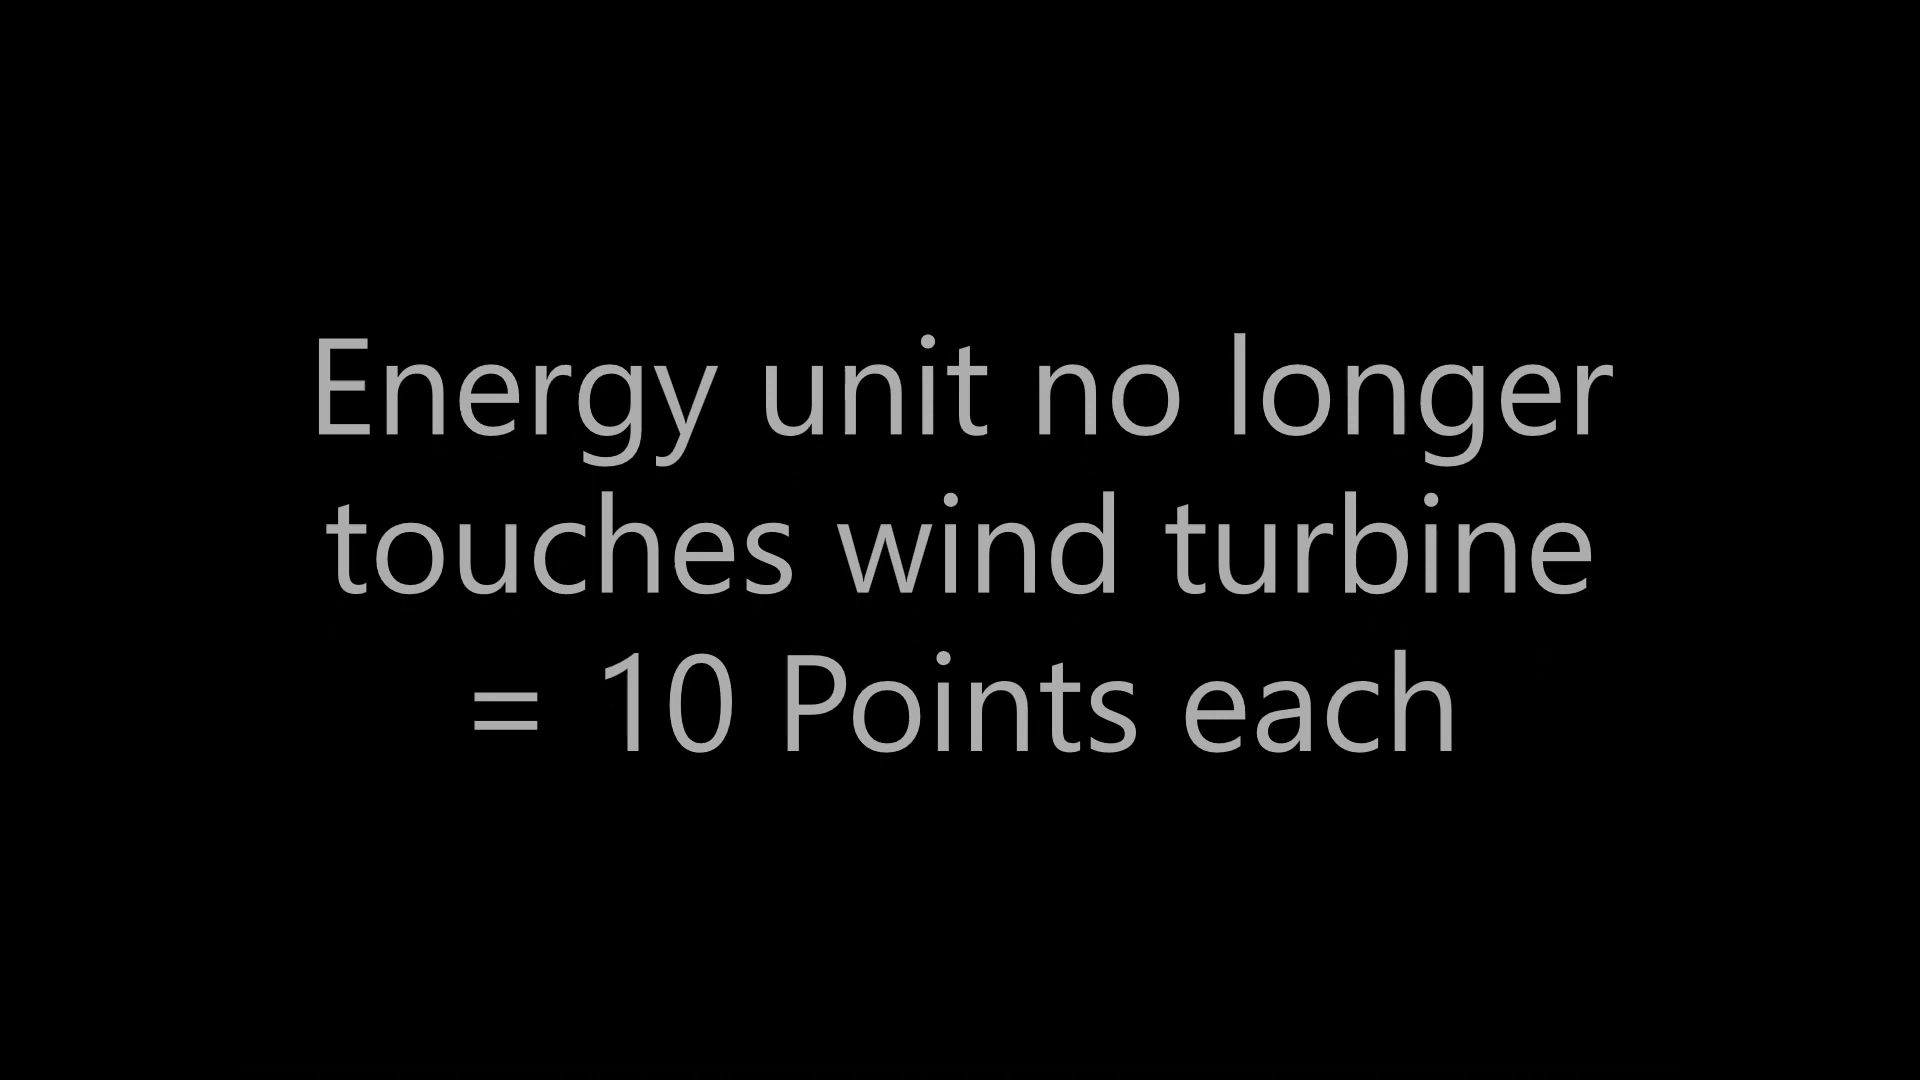 Energy unit no longer
touches wind turbine
= 10 Points each